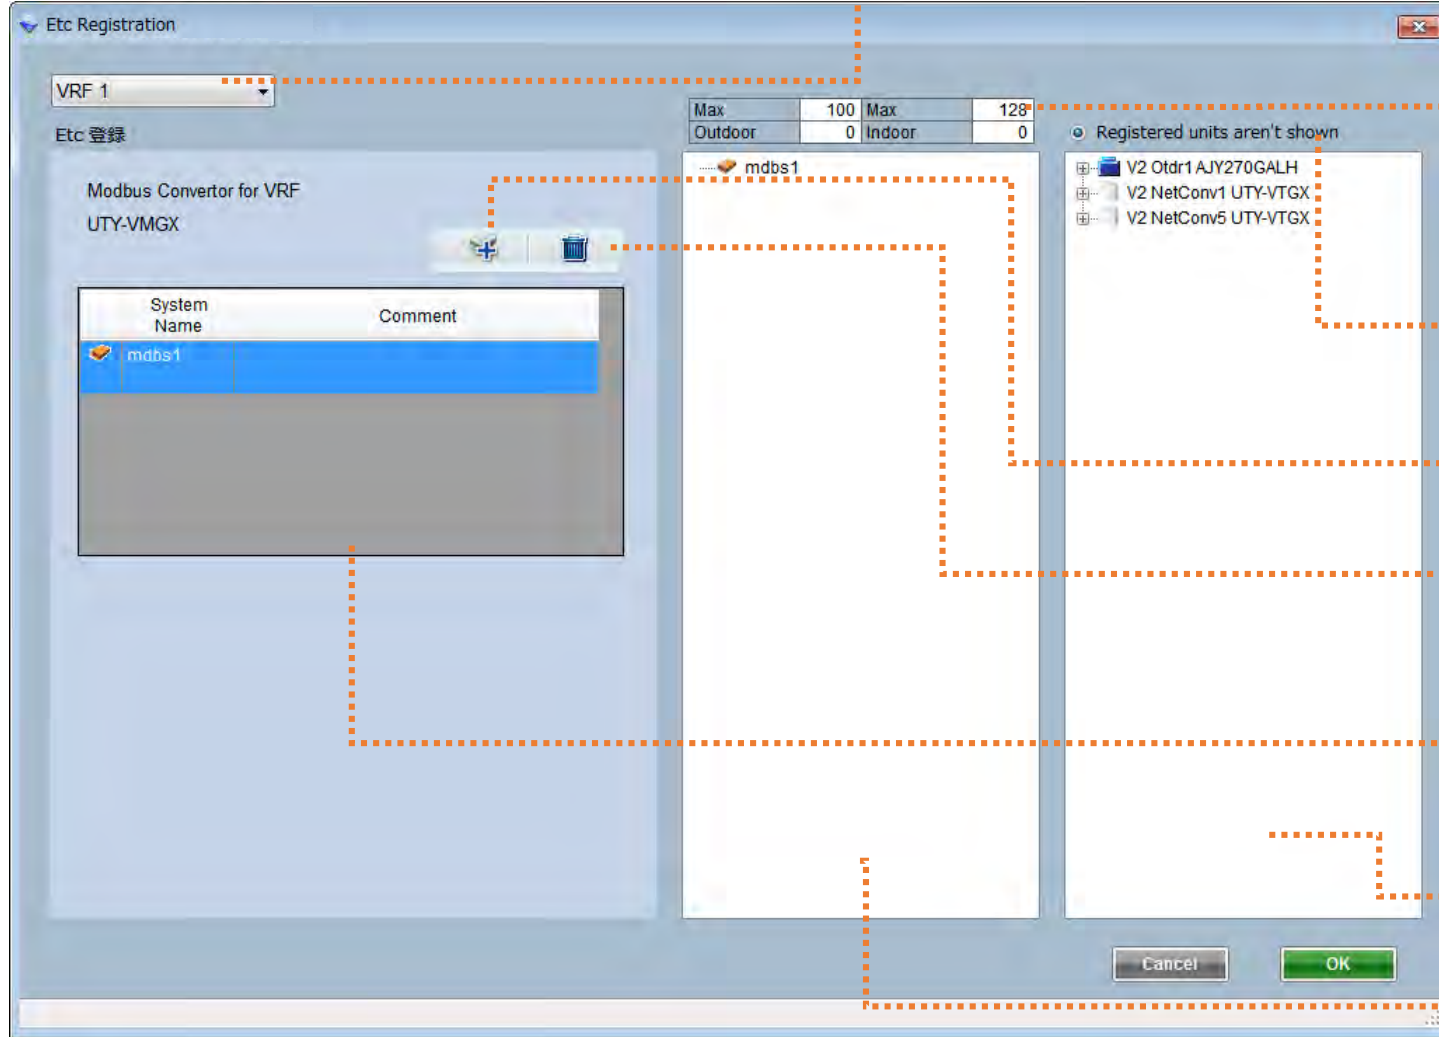 Etc Registration
VRF 1
Etc 登録
Modbus Convertor for VRF
UTY-VMGX
System Name Comment
mdbs1
Max 100 Max 128
Outdoor 0 Indoor 0
mdbs1
Registered units aren't shown
V2 Otdr1 AJY270GALH
V2 NetConv1 UTY-VTGX
V2 NetConv5 UTY-VTGX
Cancel OK